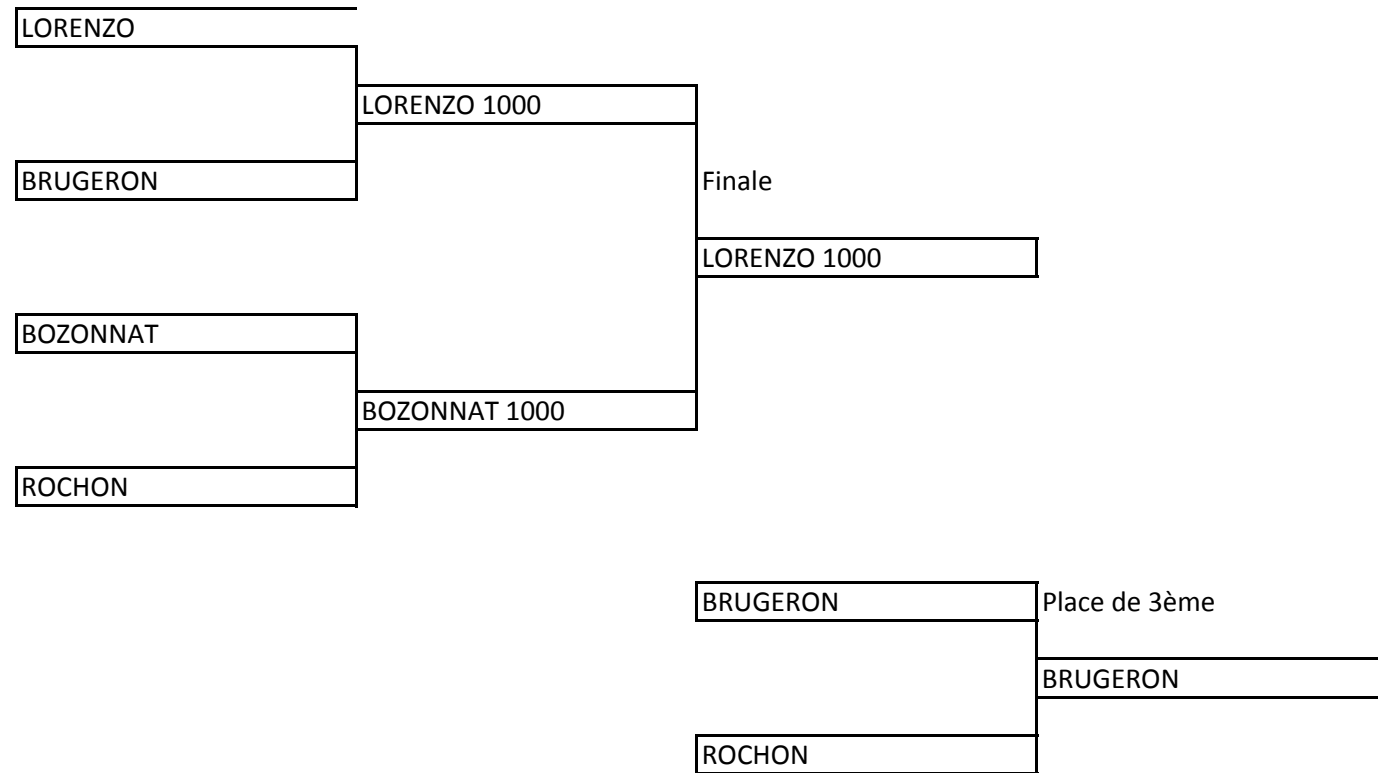 LORENZO
LORENZO 1000
BRUGERON
Finale
LORENZO 1000
BOZONNAT
BOZONNAT 1000
ROCHON
BRUGERON
Place de 3ème
BRUGERON
ROCHON